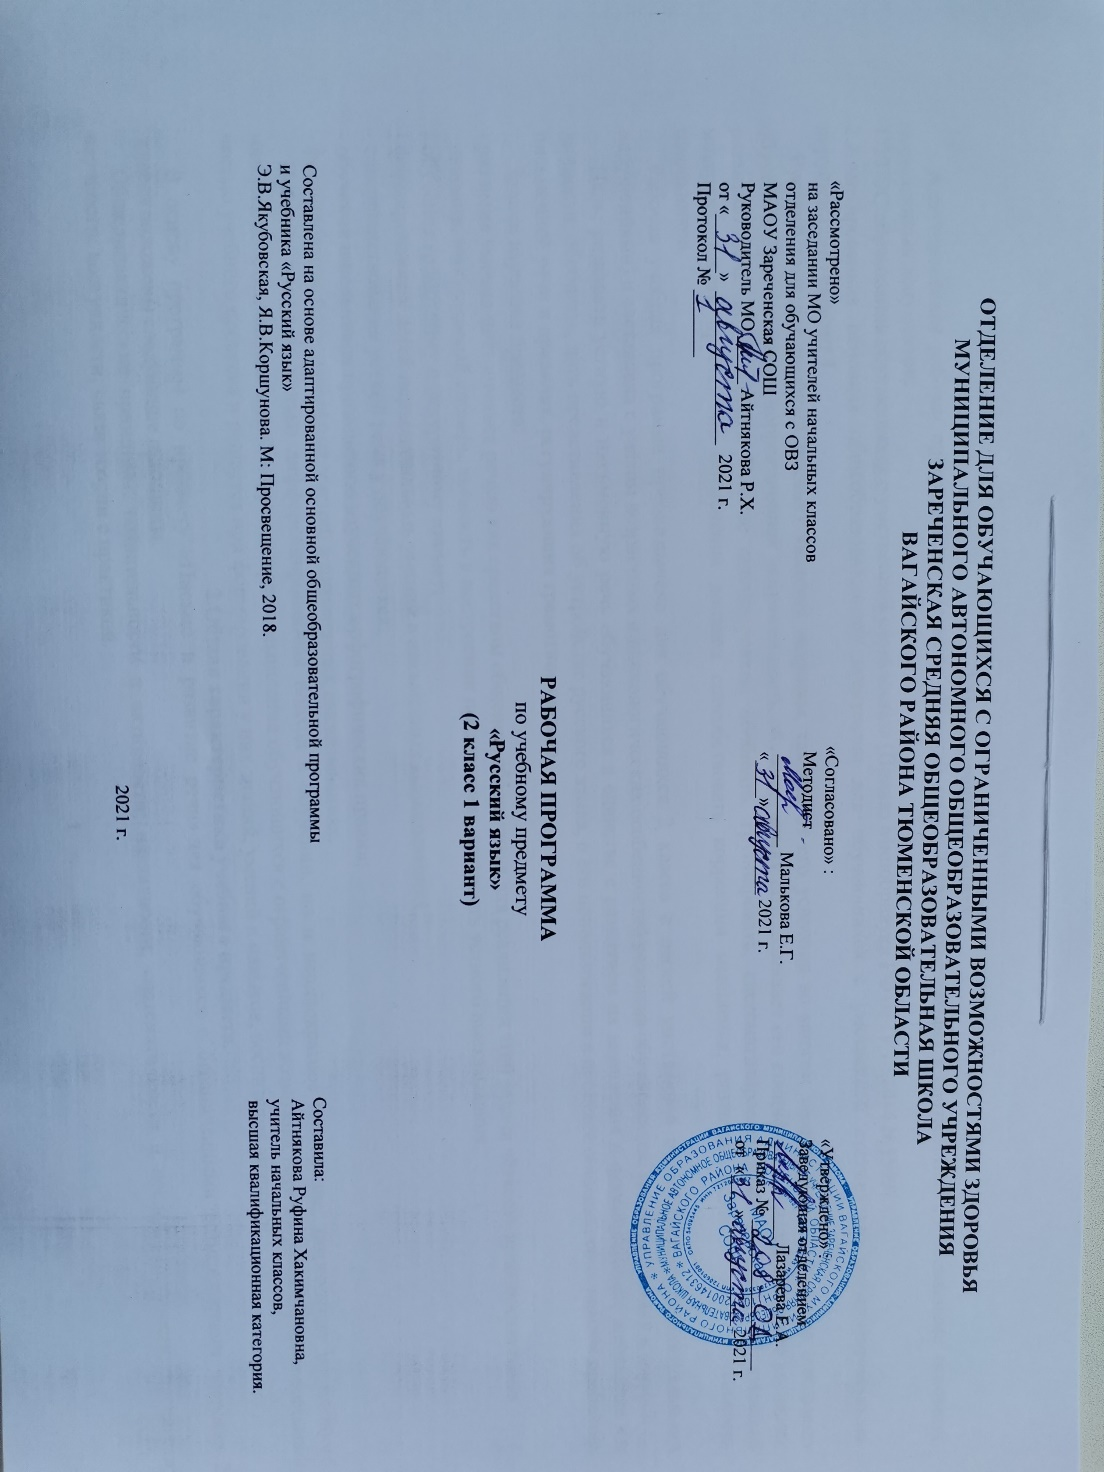 ОТДЕЛЕНИЕ ДЛЯ ОБУЧАЮЩИХСЯ С ОГРАНИЧЕННЫМИ ВОЗМОЖНОСТЯМИ ЗДОРОВЬЯ
МУНИЦИПАЛЬНОГО АВТОНОМНОГО ОБЩЕОБРАЗОВАТЕЛЬНОГО УЧРЕЖДЕНИЯ
ЗАРЕЧЕНСКАЯ СРЕДНЯЯ ОБЩЕОБРАЗОВАТЕЛЬНАЯ ШКОЛА
ВАГАЙСКОГО РАЙОНА ТЮМЕНСКОЙ ОБЛАСТИ
«Рассмотрено»
на заседании МО учителей начальных классов
отделения для обучающихся с ОВЗ
МАОУ Зареченская СОШ
Руководитель МО Айтнякова Р.Х.
от « 31 » августа 2021 г.
Протокол № 1
«Согласовано» :
Методист
Малькова Е.Г.
« 31 » августа 2021 г.
«Утверждено»
Заведующая отделением
Лазарева Е.А.
Приказ №
от « 31 » августа 2021 г.
РАБОЧАЯ ПРОГРАММА
по учебному предмету
«Русский язык»
(2 класс 1 вариант)
Составлена на основе адаптированной основной общеобразовательной программы
и учебника «Русский язык»
Э.В.Якубовская, Я.В.Коршунова. М: Просвещение, 2018.
Составила:
Айтнякова Руфина Хакимчановна,
учитель начальных классов,
высшая квалификационная категория.
2021 г.